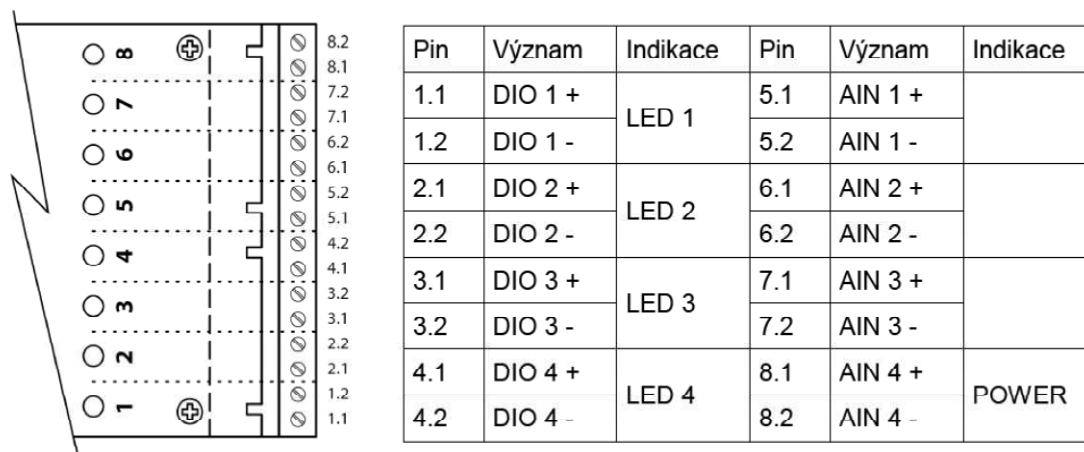 8
7
6
5
4
3
2
1
8.2
8.1
7.2
7.1
6.2
6.1
5.2
5.1
4.2
4.1
3.2
3.1
2.2
2.1
1.2
1.1
Pin Význam Indikace Pin Význam Indikace
1.1 DIO 1 + LED 1 5.1 AIN 1 +
1.2 DIO 1 - 5.2 AIN 1 -
2.1 DIO 2 + LED 2 6.1 AIN 2 +
2.2 DIO 2 - 6.2 AIN 2 -
3.1 DIO 3 + LED 3 7.1 AIN 3 +
3.2 DIO 3 - 7.2 AIN 3 -
4.1 DIO 4 + LED 4 8.1 AIN 4 + POWER
4.2 DIO 4 - 8.2 AIN 4 -